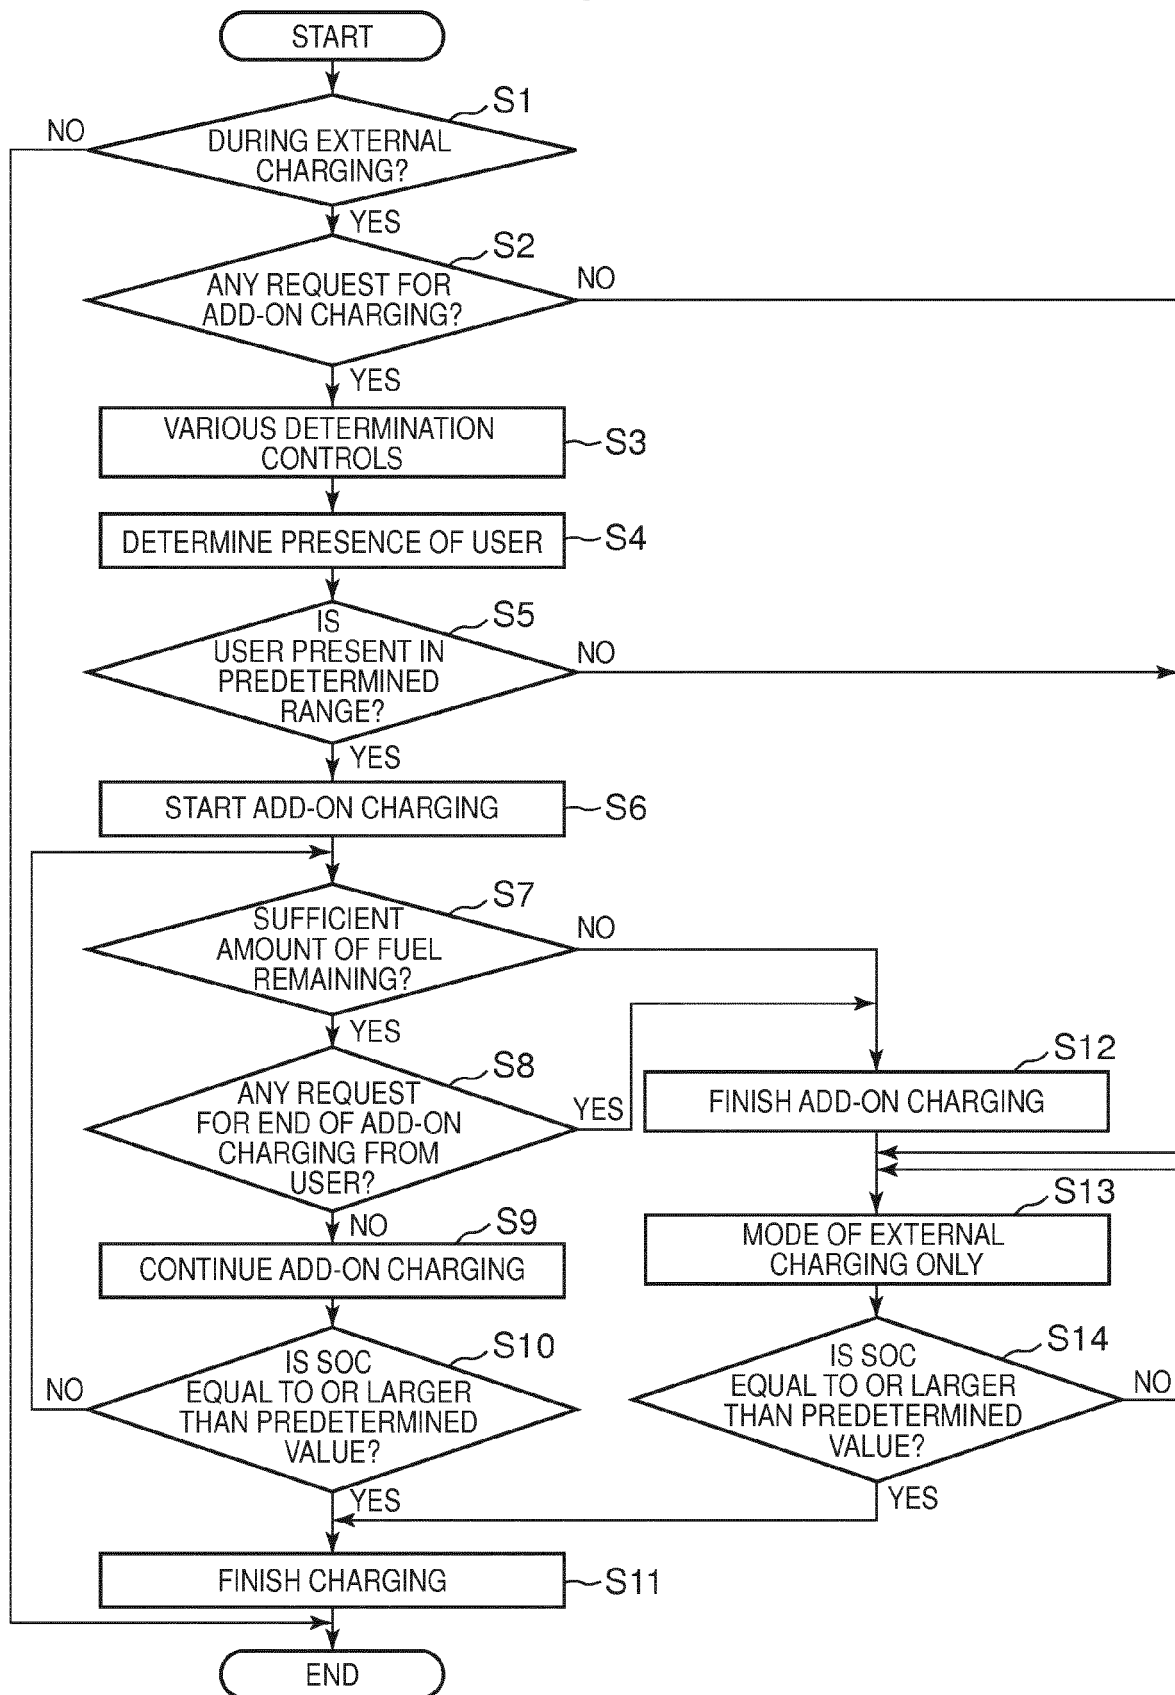 START
S1
NO
DURING EXTERNAL
CHARGING?
YES
S2
ANY REQUEST FOR
ADD-ON CHARGING?
NO
YES
VARIOUS DETERMINATION
CONTROLS
S3
DETERMINE PRESENCE OF USER
S4
S5
IS
USER PRESENT IN
PREDETERMINED
RANGE?
NO
YES
START ADD-ON CHARGING
S6
S7
SUFFICIENT
AMOUNT OF FUEL
REMAINING?
NO
YES
S8
ANY REQUEST
FOR END OF ADD-ON
CHARGING FROM
USER?
YES
NO
S9
CONTINUE ADD-ON CHARGING
S10
IS SOC
EQUAL TO OR LARGER
THAN PREDETERMINED
VALUE?
NO
YES
S12
FINISH ADD-ON CHARGING
S13
MODE OF EXTERNAL
CHARGING ONLY
S14
IS SOC
EQUAL TO OR LARGER
THAN PREDETERMINED
VALUE?
NO
YES
FINISH CHARGING
S11
END